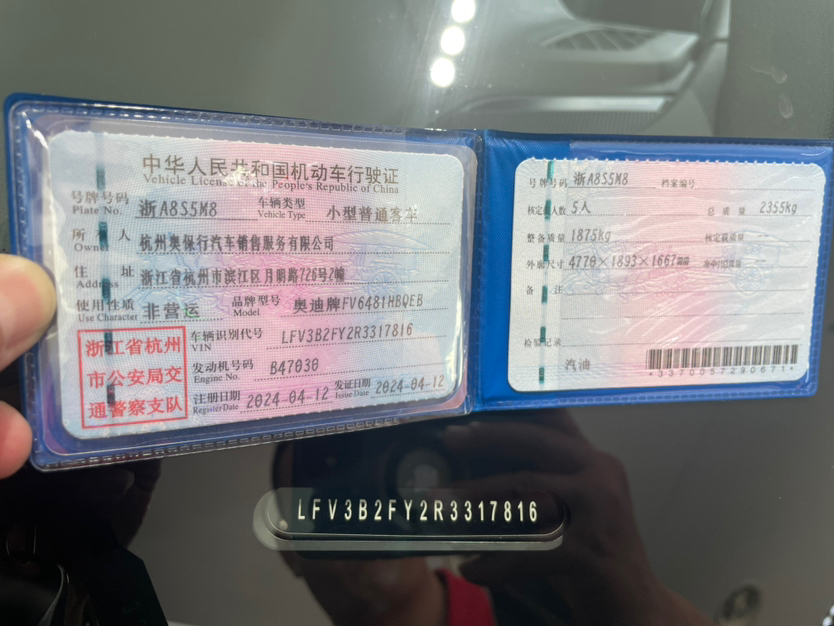 中华人民共和国机动车行驶证
Vehicle License of the People's Republic of China
号牌号码 Plate No. 浙A8S5M8 车辆类型 Vehicle Type 小型普通客车
所有人 Owner 杭州奥保行汽车销售服务有限公司
住址 Address 浙江省杭州市滨江区月明路726号2幢
使用性质 Use Character 非营运 品牌型号 Model 奥迪牌FV6481HBQEB
浙江省杭州市公安局交通警察支队
车辆识别代号 VIN LFV3B2FY2R3317816
发动机号码 Engine No. B47030
注册日期 Register Date 2024-04-12 发证日期 Issue Date 2024-04-12
号牌号码 浙A8S5M8 档案编号
核定载人数 5人 总质量 2355kg
整备质量 1875kg 核定载质量 --
外廓尺寸 4770×1893×1667mm 准牵引总质量 --
备注
检验记录
汽油
*3370057290671*
LFV3B2FY2R3317816